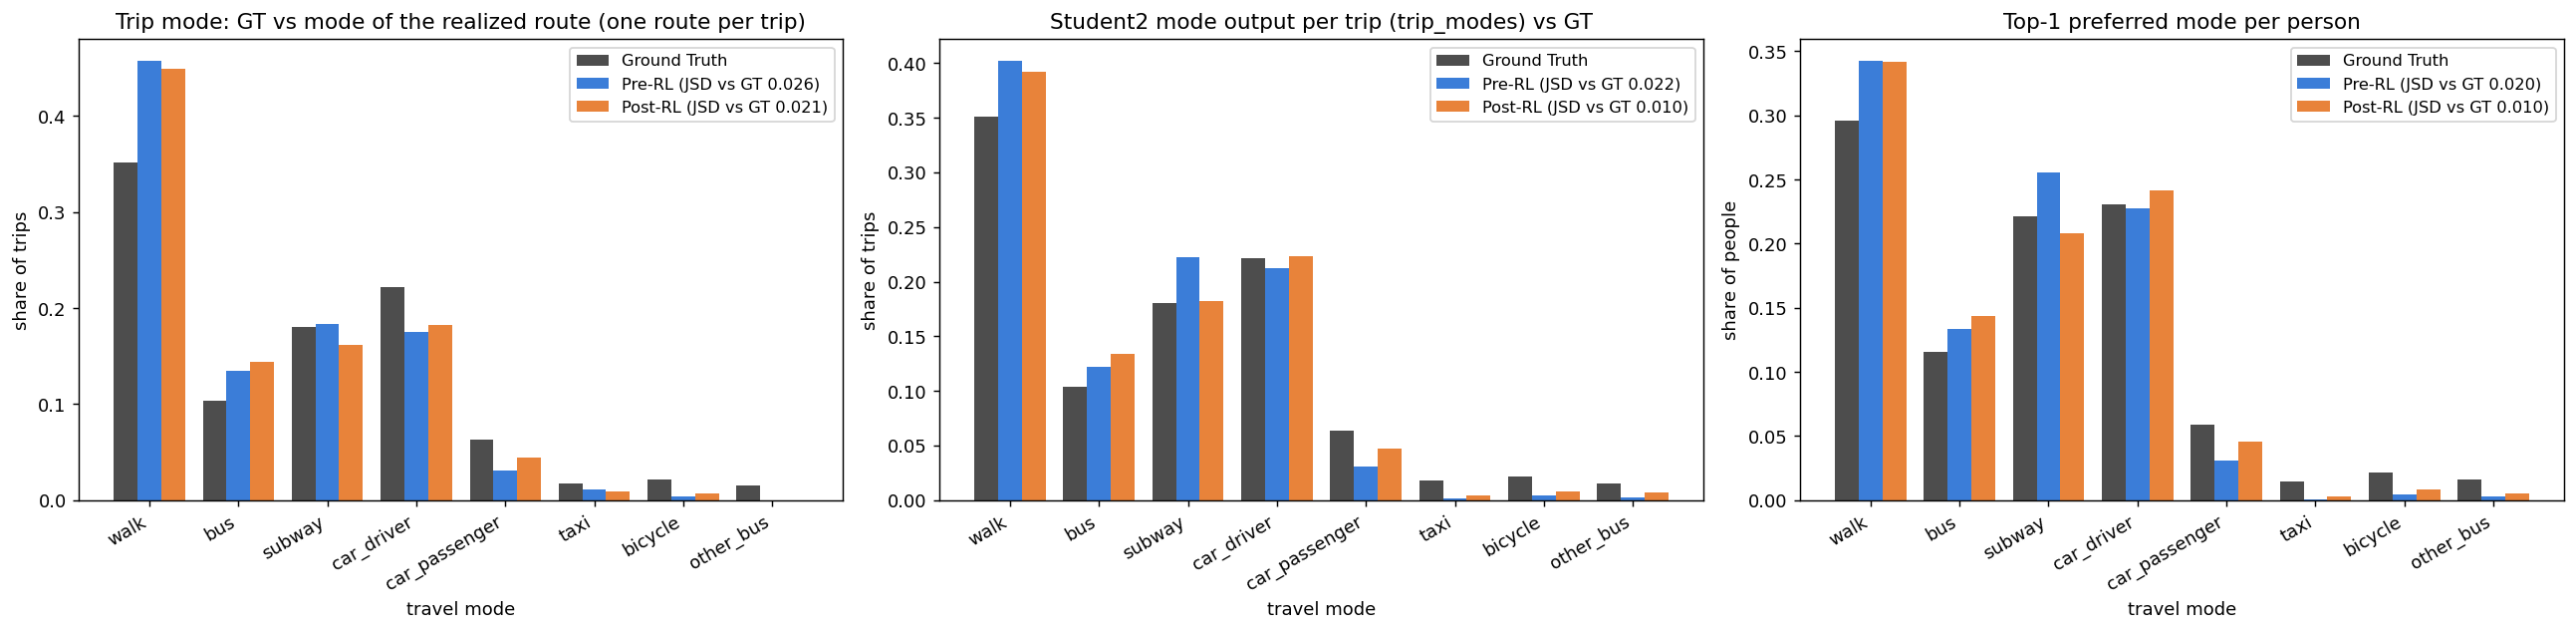 Trip mode: GT vs mode of the realized route (one route per trip)
Ground Truth
Pre-RL (JSD vs GT 0.026)
Post-RL (JSD vs GT 0.021)
share of trips
0.4
0.3
0.2
0.1
0.0
walk
bus
subway
car_driver
car_passenger
taxi
bicycle
other_bus
travel mode
Student2 mode output per trip (trip_modes) vs GT
Ground Truth
Pre-RL (JSD vs GT 0.022)
Post-RL (JSD vs GT 0.010)
share of trips
0.40
0.35
0.30
0.25
0.20
0.15
0.10
0.05
0.00
walk
bus
subway
car_driver
car_passenger
taxi
bicycle
other_bus
travel mode
Top-1 preferred mode per person
Ground Truth
Pre-RL (JSD vs GT 0.020)
Post-RL (JSD vs GT 0.010)
share of people
0.35
0.30
0.25
0.20
0.15
0.10
0.05
0.00
walk
bus
subway
car_driver
car_passenger
taxi
bicycle
other_bus
travel mode